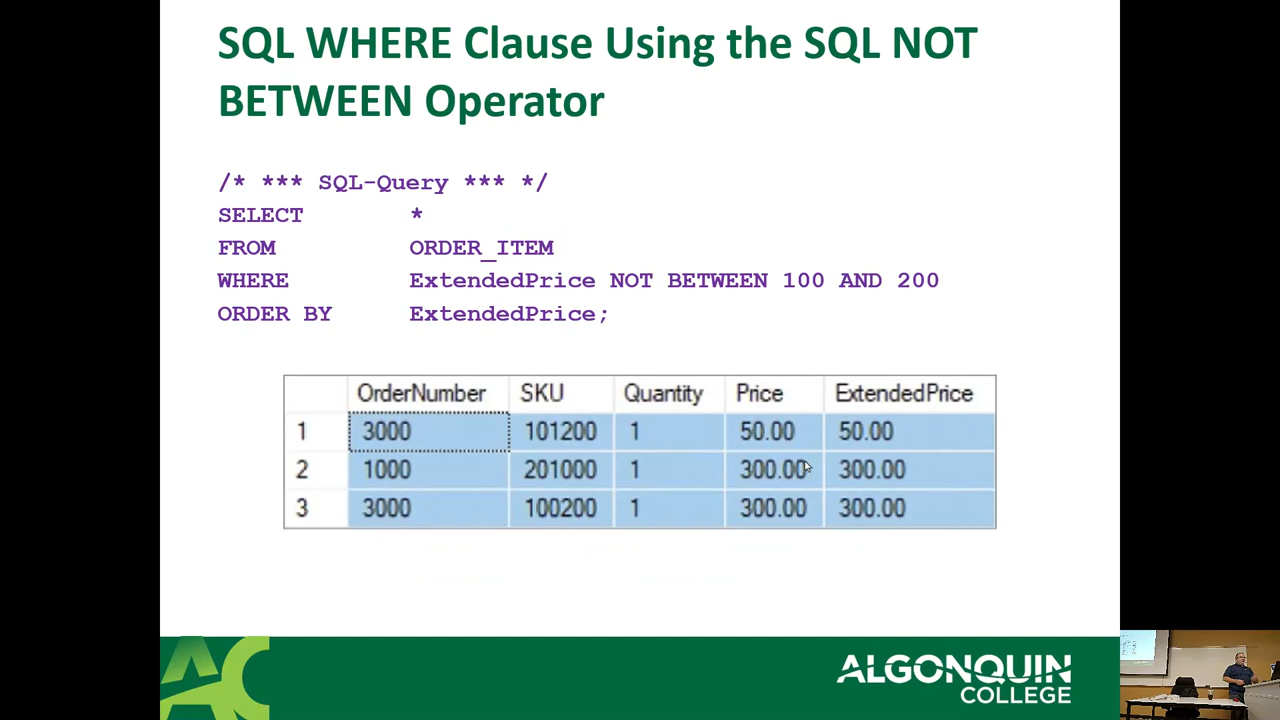 SQL WHERE Clause Using the SQL NOT
BETWEEN Operator
/* *** SQL-Query *** */
SELECT *
FROM ORDER_ITEM
WHERE ExtendedPrice NOT BETWEEN 100 AND 200
ORDER BY ExtendedPrice;
OrderNumber SKU Quantity Price ExtendedPrice
1 3000 101200 1 50.00 50.00
2 1000 201000 1 300.00 300.00
3 3000 100200 1 300.00 300.00
AC
ALGONQUIN
COLLEGE